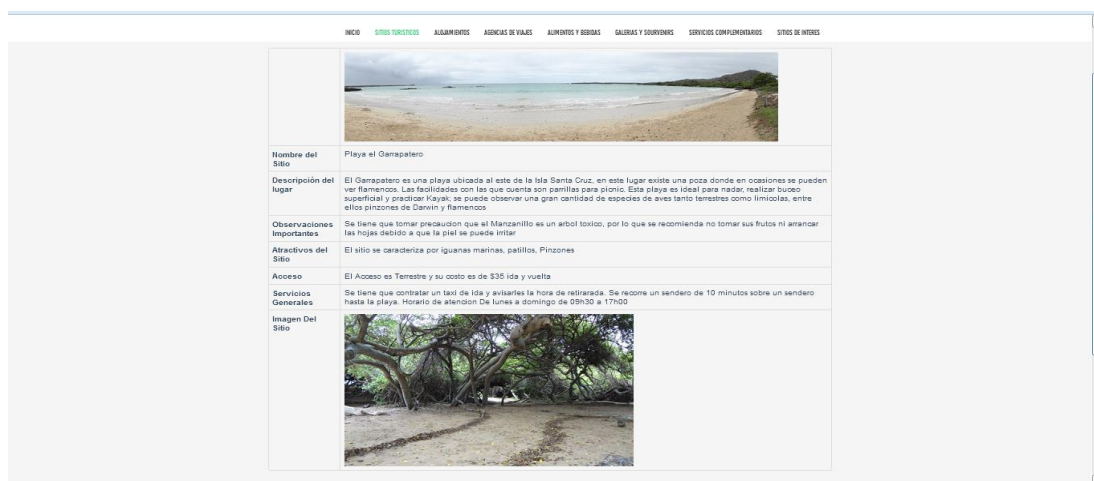 INICIO SITIOS TURISTICOS ALOJAMIENTOS AGENCIAS DE VIAJES ALIMENTOS Y BEBIDAS GALERIAS Y SOURVENIRS SERVICIOS COMPLEMENTARIOS SITIOS DE INTERES
Nombre del Sitio
Playa el Garrapatero
Descripción del lugar
El Garrapatero es una playa ubicada al este de la Isla Santa Cruz, en este lugar existe una poza donde en ocasiones se pueden
ver flamencos. Las facilidades con las que cuenta son parrillas para picnic. Esta playa es ideal para nadar, realizar buceo
superficial y practicar Kayak; se puede observar una gran cantidad de especies de aves tanto terrestres como limícolas, entre
ellos pinzones de Darwin y flamencos
Observaciones Importantes
Se tiene que tomar precaucion que el Manzanillo es un arbol toxico, por lo que se recomienda no tomar sus frutos ni arrancar
las hojas debido a que la piel se puede irritar
Atractivos del Sitio
El sitio se caracteriza por iguanas marinas, patillos, Pinzones
Acceso
El Acceso es Terrestre y su costo es de $35 ida y vuelta
Servicios Generales
Se tiene que contratar un taxi de ida y avisarles la hora de retirarada. Se recorre un sendero de 10 minutos sobre un sendero
hasta la playa. Horario de atencion De lunes a domingo de 09h30 a 17h00
Imagen Del Sitio